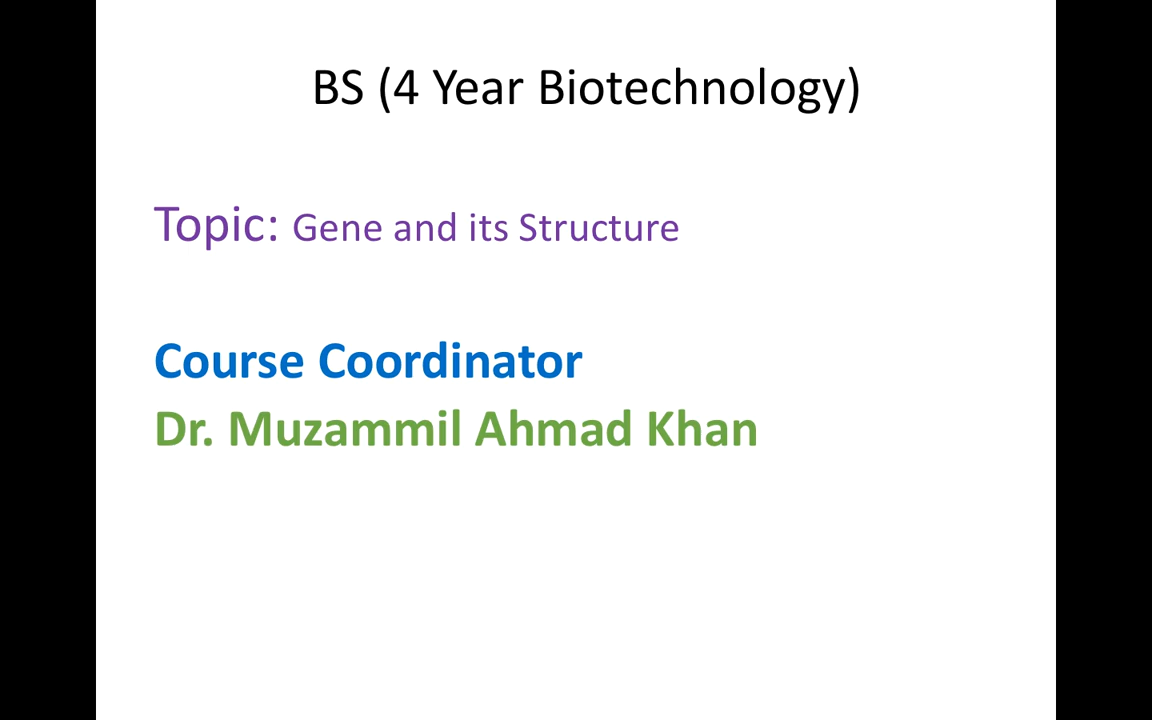 BS (4 Year Biotechnology)
Topic: Gene and its Structure
Course Coordinator
Dr. Muzammil Ahmad Khan